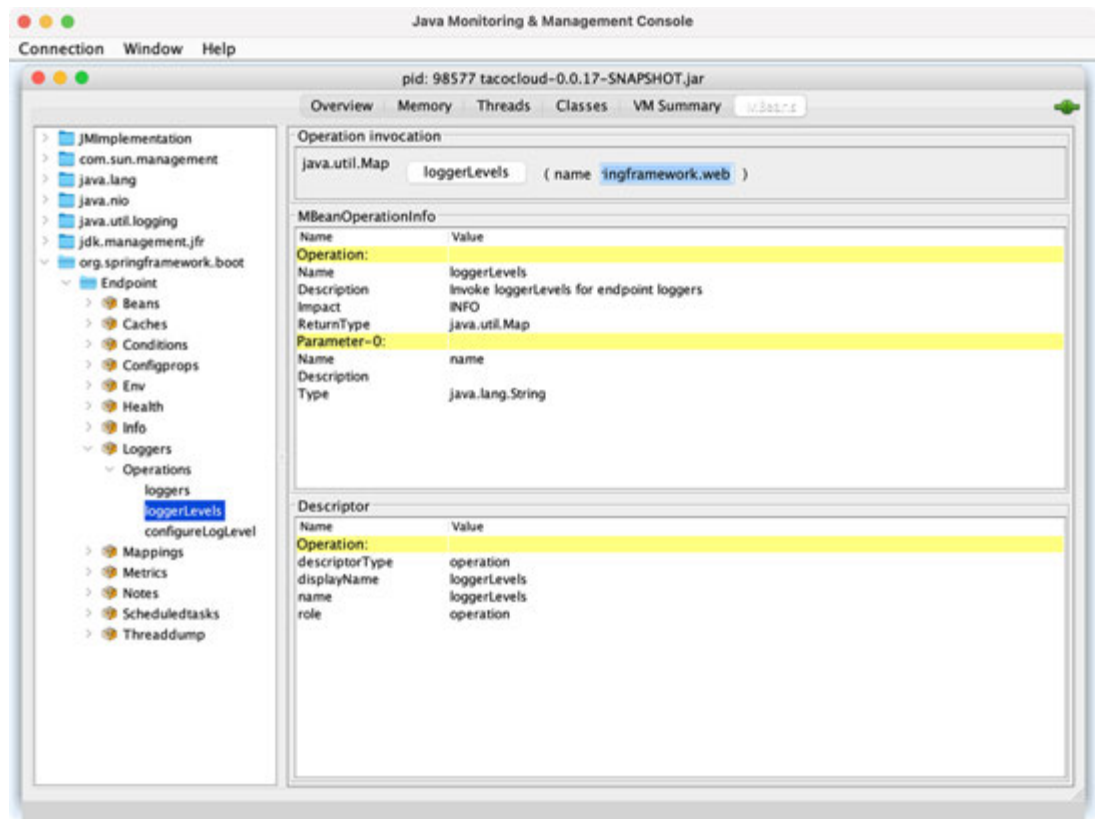 Java Monitoring & Management Console
Connection Window Help
pid: 98577 tacocloud-0.0.17-SNAPSHOT.jar
Overview Memory Threads Classes VM Summary MBeans
JMImplementation
com.sun.management
java.lang
java.nio
java.util.logging
jdk.management.jfr
org.springframework.boot
Endpoint
Beans
Caches
Conditions
Configprops
Env
Health
Info
Loggers
Operations
loggers
loggerLevels
configureLogLevel
Mappings
Metrics
Notes
Scheduledtasks
Threaddump
Operation invocation
java.util.Map loggerLevels ( name ingframework.web )
MBeanOperationInfo
Name Value
Operation:
Name loggerLevels
Description Invoke loggerLevels for endpoint loggers
Impact INFO
ReturnType java.util.Map
Parameter-0:
Name name
Description
Type java.lang.String
Descriptor
Name Value
Operation:
descriptorType operation
displayName loggerLevels
name loggerLevels
role operation